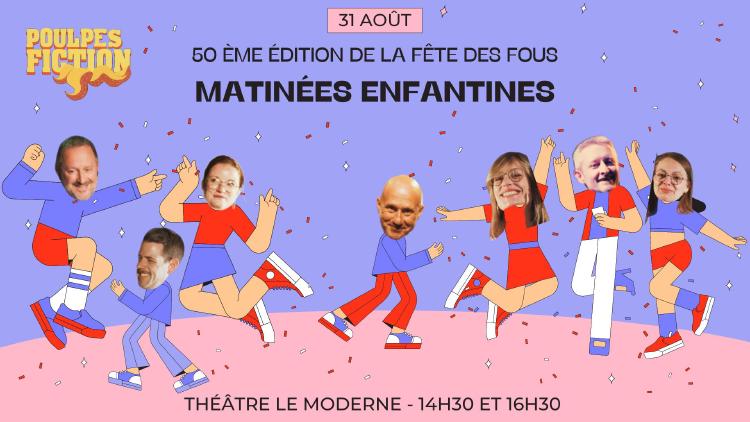 31 AOÛT
POULPES
FICTION
50 ÈME ÉDITION DE LA FÊTE DES FOUS
MATINÉES ENFANTINES
THÉÂTRE LE MODERNE - 14H30 ET 16H30